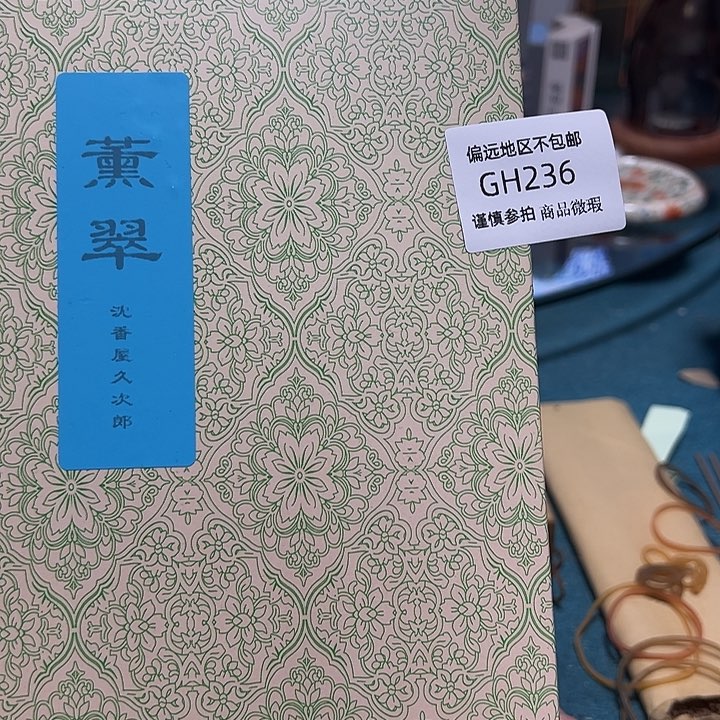 薫翠
沈香屋久次郎
偏远地区不包邮
GH236
谨慎参拍 商品微瑕